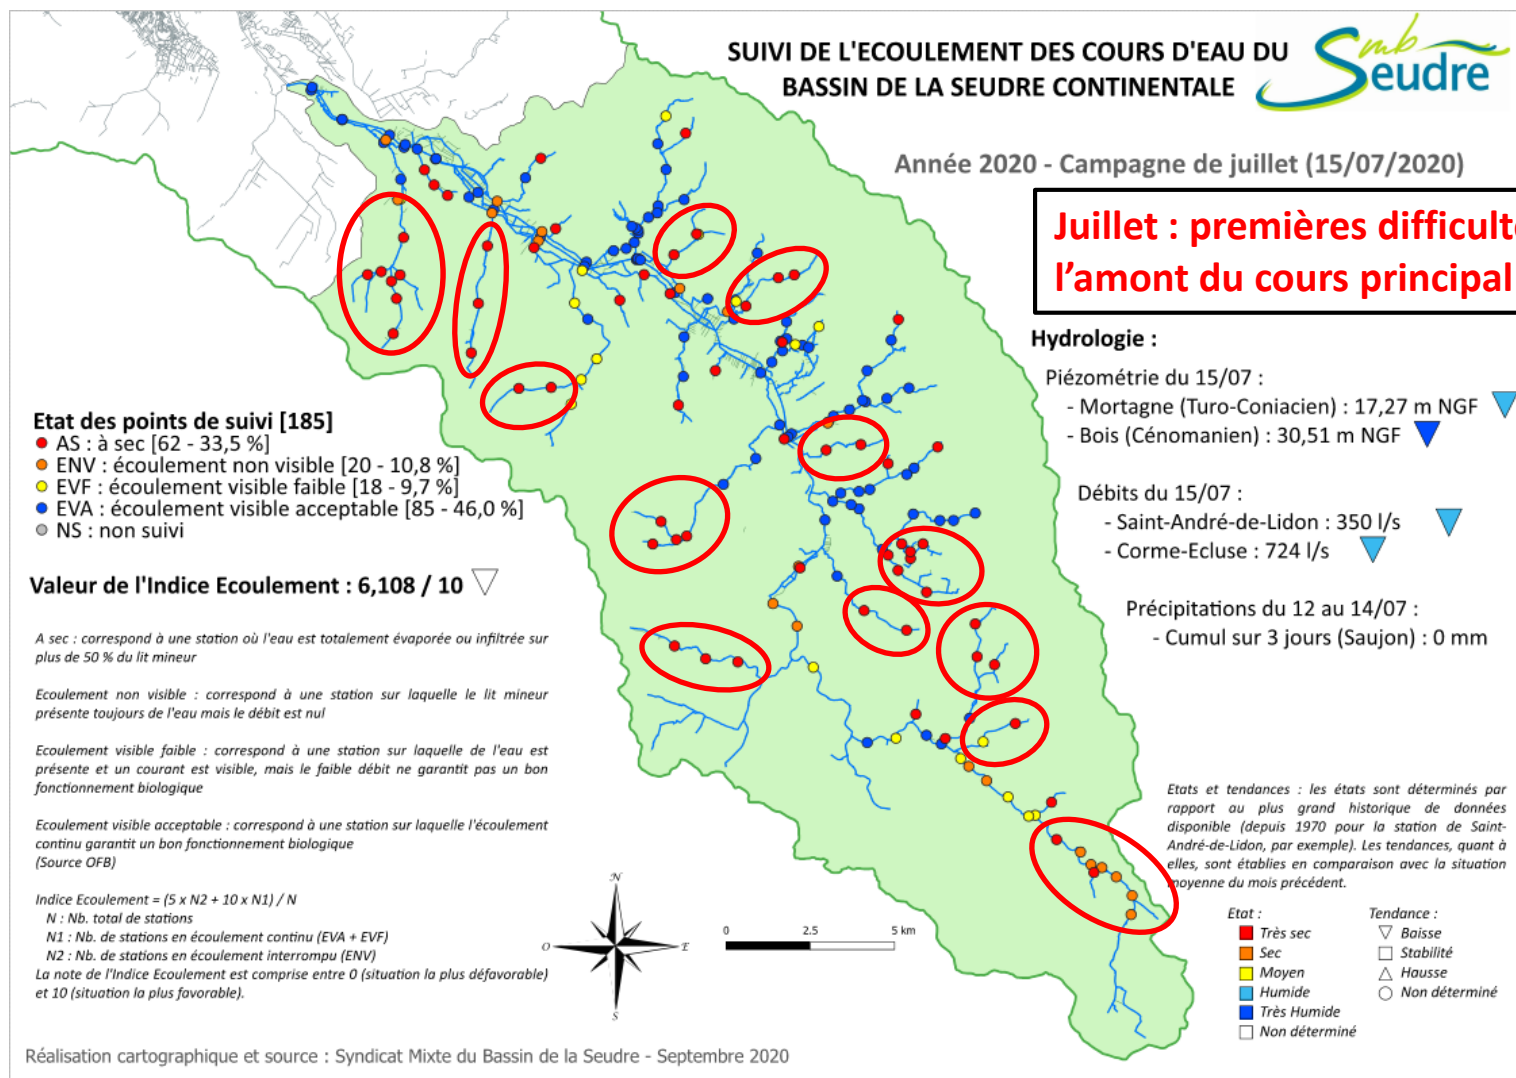 SUIVI DE L'ECOULEMENT DES COURS D'EAU DU
BASSIN DE LA SEUDRE CONTINENTALE
mb
Seudre
Année 2020 - Campagne de juillet (15/07/2020)
Juillet : premières difficult
l'amont du cours principal
Hydrologie :
Piézométrie du 15/07 :
- Mortagne (Turo-Coniacien) : 17,27 m NGF
- Bois (Cénomanien) : 30,51 m NGF
Débits du 15/07 :
- Saint-André-de-Lidon : 350 l/s
- Corme-Ecluse : 724 l/s
Précipitations du 12 au 14/07 :
- Cumul sur 3 jours (Saujon) : 0 mm
Etat des points de suivi [185]
AS : à sec [62 - 33,5 %]
ENV : écoulement non visible [20 - 10,8 %]
EVF : écoulement visible faible [18 - 9,7 %]
EVA : écoulement visible acceptable [85 - 46,0 %]
NS : non suivi
Valeur de l'Indice Ecoulement : 6,108 / 10
A sec : correspond à une station où l'eau est totalement évaporée ou infiltrée sur
plus de 50 % du lit mineur
Ecoulement non visible : correspond à une station sur laquelle le lit mineur
présente toujours de l'eau mais le débit est nul
Ecoulement visible faible : correspond à une station sur laquelle de l'eau est
présente et un courant est visible, mais le faible débit ne garantit pas un bon
fonctionnement biologique
Ecoulement visible acceptable : correspond à une station sur laquelle l'écoulement
continu garantit un bon fonctionnement biologique
(Source OFB)
Indice Ecoulement = (5 x N2 + 10 x N1) / N
N : Nb. total de stations
N1 : Nb. de stations en écoulement continu (EVA + EVF)
N2 : Nb. de stations en écoulement interrompu (ENV)
La note de l'Indice Ecoulement est comprise entre 0 (situation la plus défavorable)
et 10 (situation la plus favorable).
N
O
E
S
0 2.5 5 km
Etats et tendances : les états sont déterminés par
rapport au plus grand historique de données
disponible (depuis 1970 pour la station de Saint-
André-de-Lidon, par exemple). Les tendances, quant à
elles, sont établies en comparaison avec la situation
moyenne du mois précédent.
Etat :
Très sec
Sec
Moyen
Humide
Très Humide
Non déterminé
Tendance :
Baisse
Stabilité
Hausse
Non déterminé
Réalisation cartographique et source : Syndicat Mixte du Bassin de la Seudre - Septembre 2020